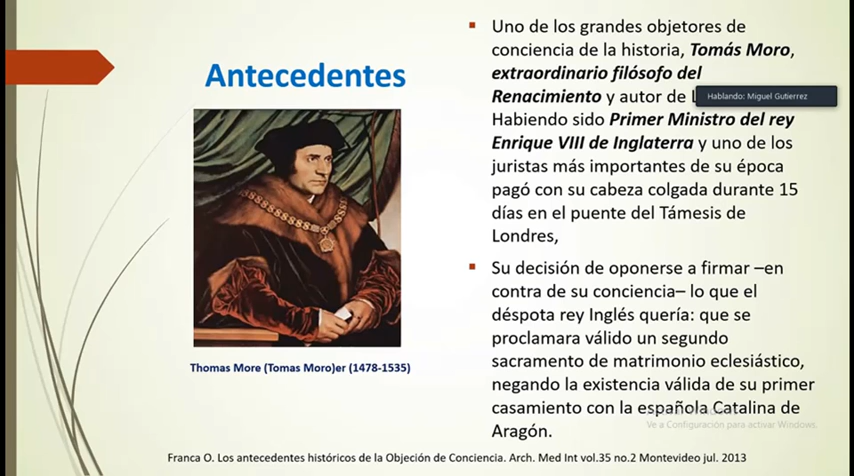 Antecedentes
Thomas More (Tomas Moro)er (1478-1535)
Uno de los grandes objetores de
conciencia de la historia, Tomás Moro,
extraordinario filósofo del
Renacimiento y autor de
Hablando: Miguel Gutierrez
Habiendo sido Primer Ministro del rey
Enrique VIII de Inglaterra y uno de los
juristas más importantes de su época
pagó con su cabeza colgada durante 15
días en el puente del Támesis de
Londres,
Su decisión de oponerse a firmar –en
contra de su conciencia– lo que el
déspota rey Inglés quería: que se
proclamara válido un segundo
sacramento de matrimonio eclesiástico,
negando la existencia válida de su primer
casamiento con la española Catalina de
Aragón.
Ve a Configuración para activar Windows.
Franca O. Los antecedentes históricos de la Objeción de Conciencia. Arch. Med Int vol.35 no.2 Montevideo jul. 2013